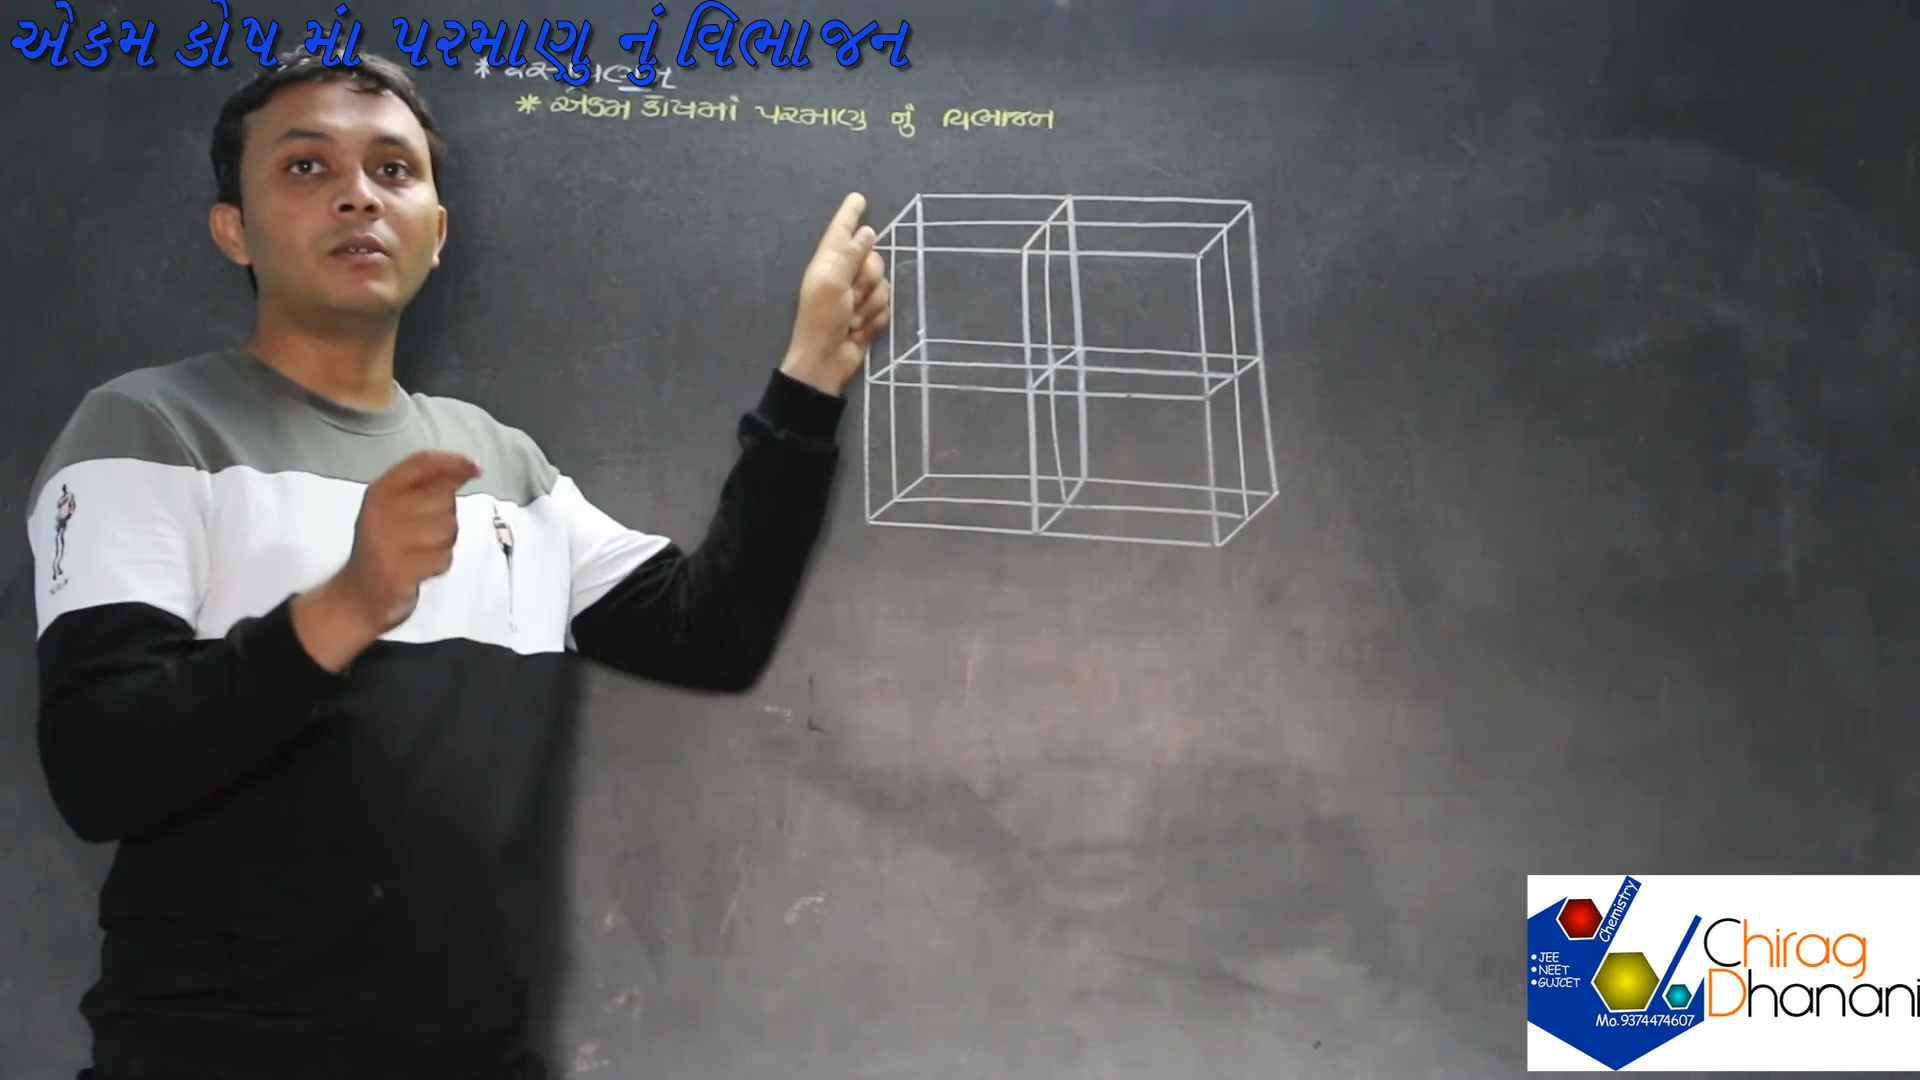 એકમ કોષ માં પરમાણુ નું વિભાજન
* એકમ કોષમાં પરમાણુ નું વિભાજન
Chemistry
• JEE
• NEET
• GUJCET
Mo.9374474607
Chirag
Dhanani